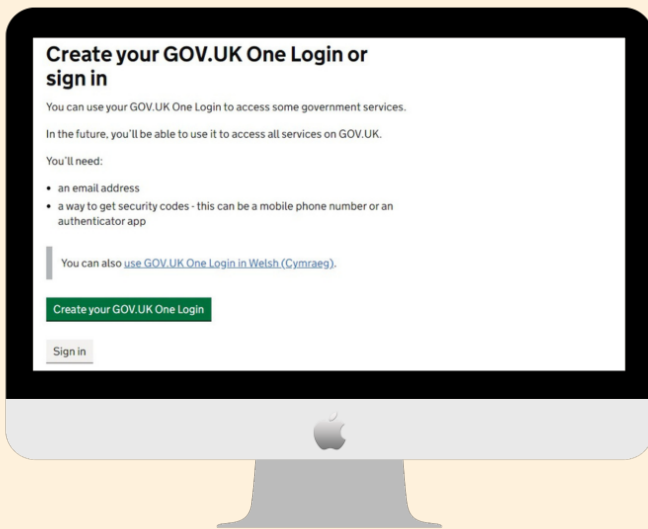 Create your GOV.UK One Login or
sign in
You can use your GOV.UK One Login to access some government services.
In the future, you'll be able to use it to access all services on GOV.UK.
You'll need:
• an email address
• a way to get security codes - this can be a mobile phone number or an
authenticator app
You can also use GOV.UK One Login in Welsh (Cymraeg).
Create your GOV.UK One Login
Sign in